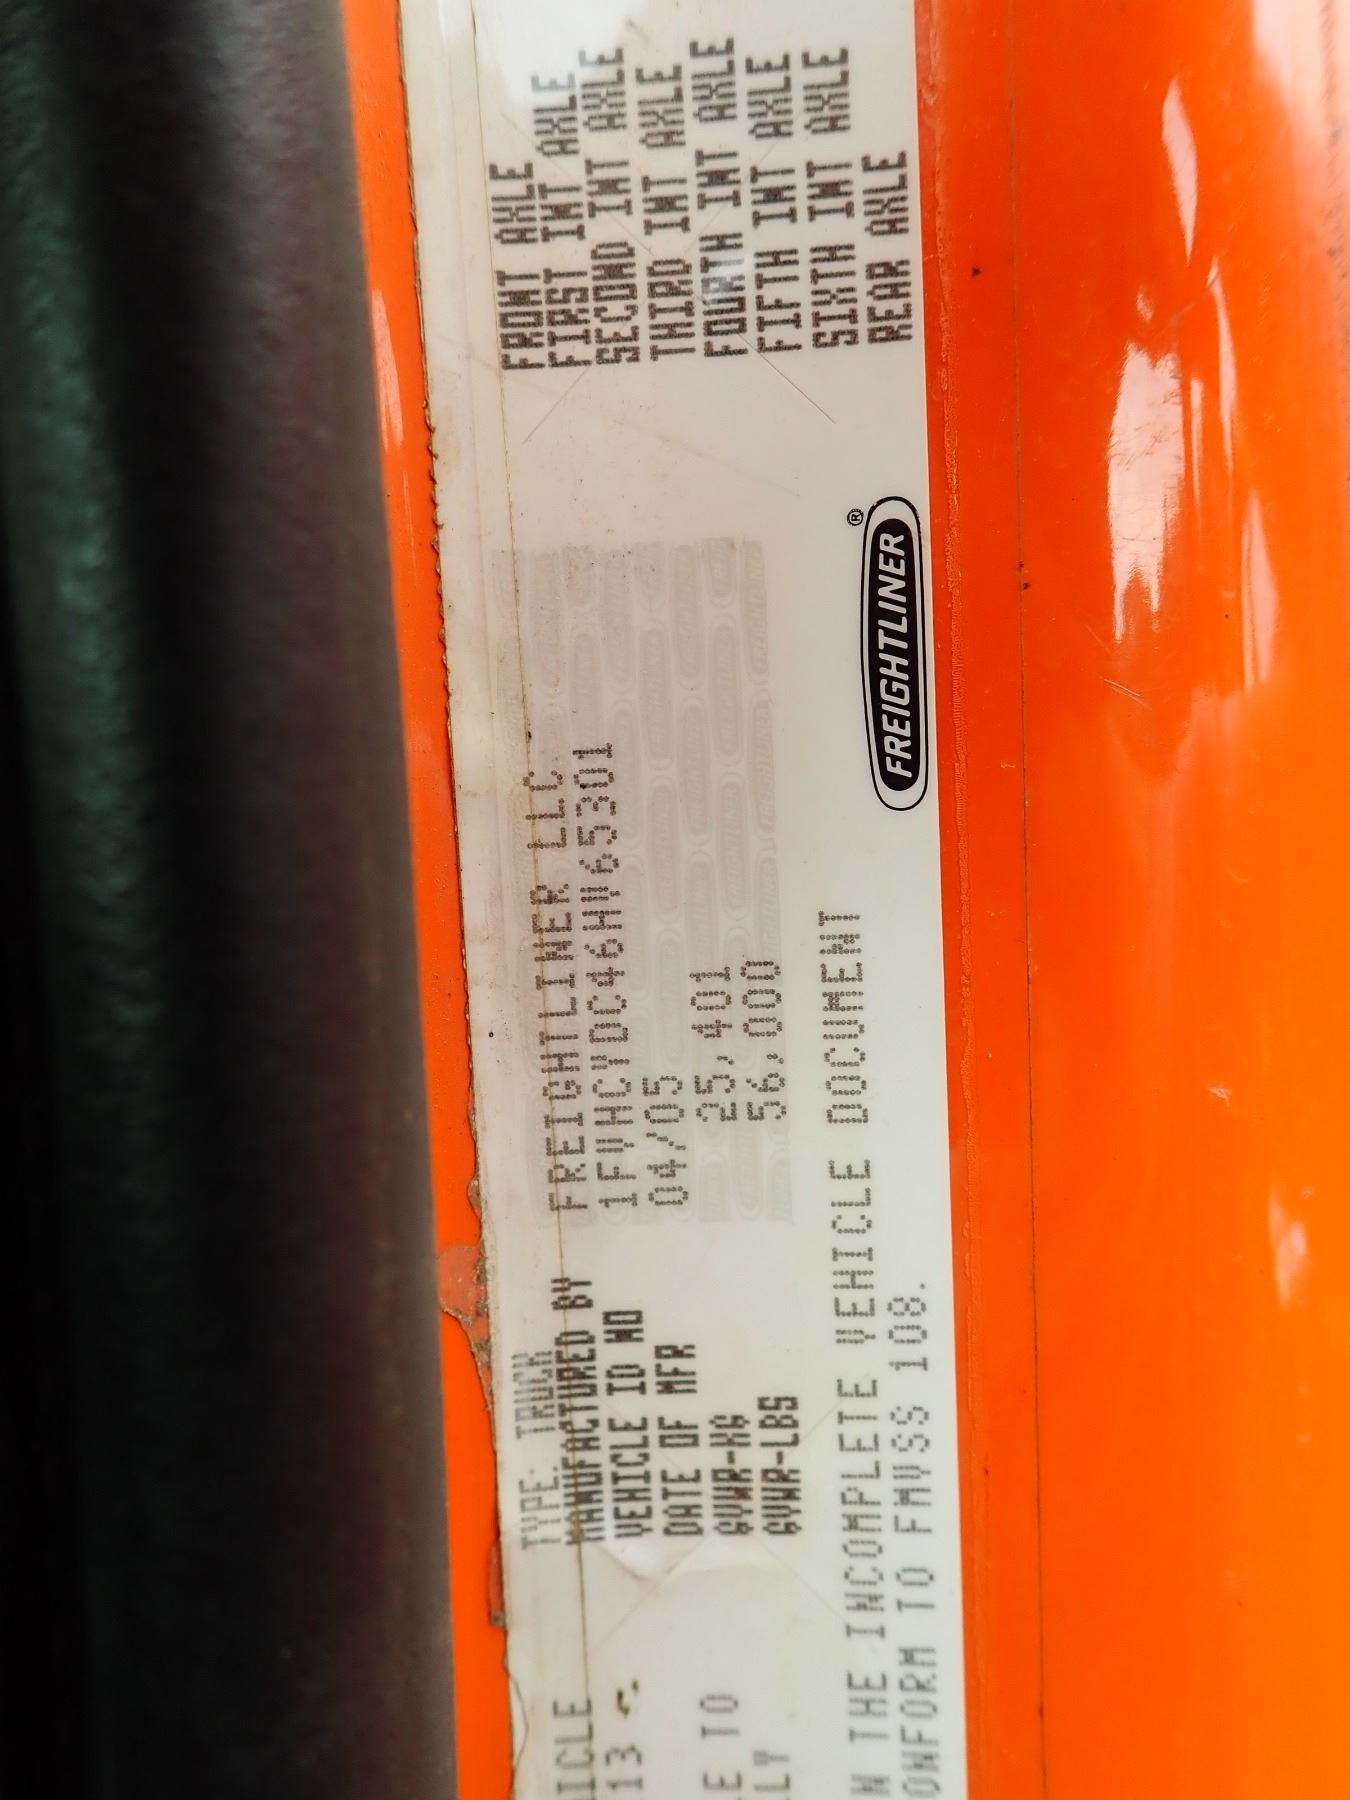 TYPE: TRUCK
MANUFACTURED BY FREIGHTLINER LLC
VEHICLE ID NO 1FVHCYDC46HW65301
DATE OF MFR 04/05
GVWR-KG 25,401
GVWR-LBS 56,000
FRONT AXLE
FIRST INT AXLE
SECOND INT AXLE
THIRD INT AXLE
FOURTH INT AXLE
FIFTH INT AXLE
SIXTH INT AXLE
REAR AXLE
HICLE
13
E TO
LLY
N THE INCOMPLETE VEHICLE DOCUMENT
ONFORM TO FMVSS 108.
FREIGHTLINER®